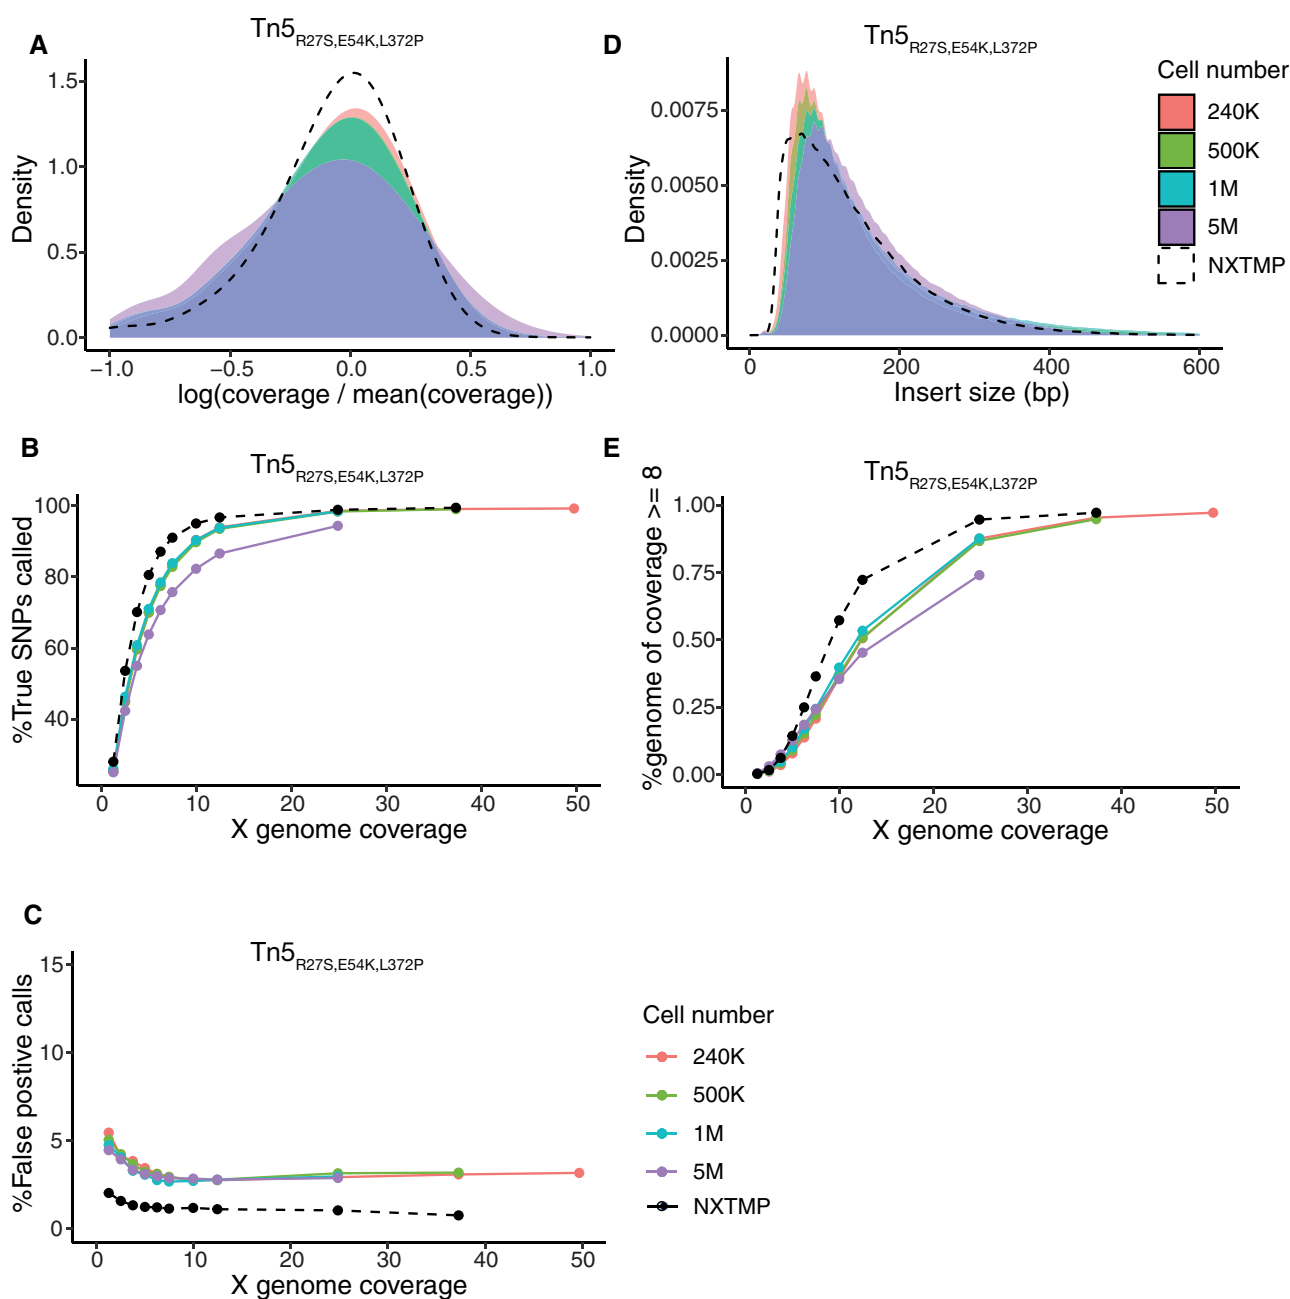 A
Tn5R27S,E54K,L372P
Density
1.5
1.0
0.5
0.0
−1.0 −0.5 0.0 0.5 1.0
log(coverage / mean(coverage))
D
Tn5R27S,E54K,L372P
Density
0.0075
0.0050
0.0025
0.0000
0 200 400 600
Insert size (bp)
Cell number
240K
500K
1M
5M
NXTMP
B
Tn5R27S,E54K,L372P
%True SNPs called
100
80
60
40
0 10 20 30 40 50
X genome coverage
E
Tn5R27S,E54K,L372P
%genome of coverage >= 8
1.00
0.75
0.50
0.25
0.00
0 10 20 30 40 50
X genome coverage
C
Tn5R27S,E54K,L372P
%False postive calls
15
10
5
0
0 10 20 30 40 50
X genome coverage
Cell number
240K
500K
1M
5M
NXTMP